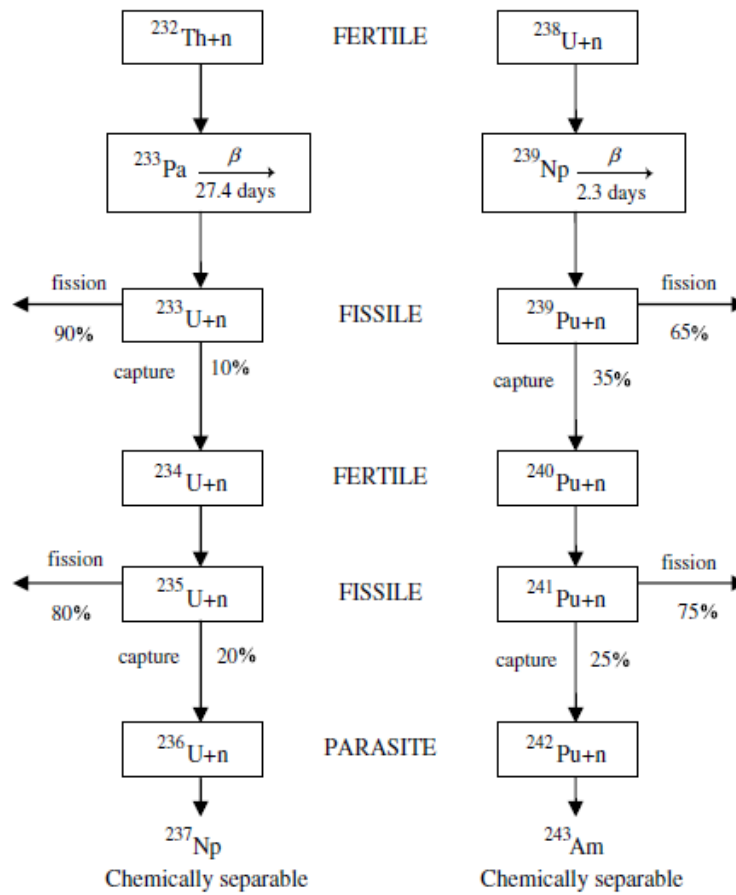 ²³²Th+n FERTILE ²³⁸U+n
²³³Pa β 27.4 days ²³⁹Np β 2.3 days
fission fission
²³³U+n FISSILE ²³⁹Pu+n
90% 65%
capture 10% capture 35%
²³⁴U+n FERTILE ²⁴⁰Pu+n
fission fission
²³⁵U+n FISSILE ²⁴¹Pu+n
80% 75%
capture 20% capture 25%
²³⁶U+n PARASITE ²⁴²Pu+n
²³⁷Np ²⁴³Am
Chemically separable Chemically separable